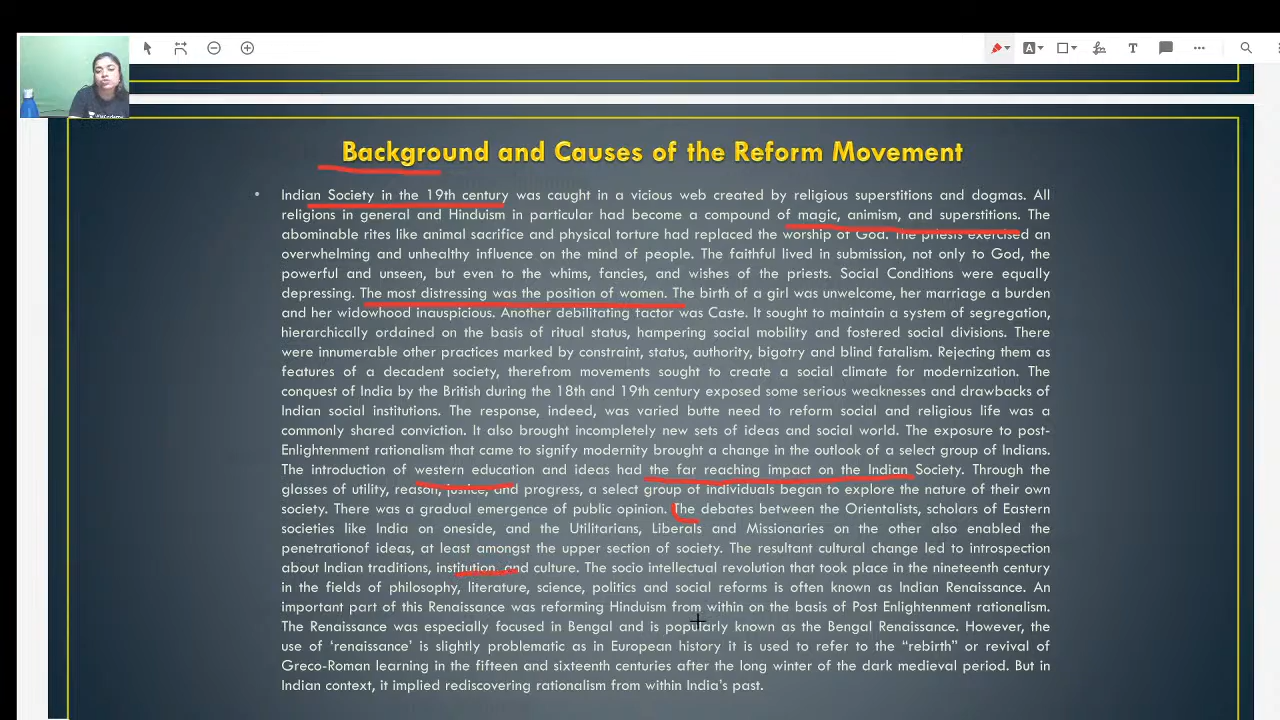 Background and Causes of the Reform Movement
• Indian Society in the 19th century was caught in a vicious web created by religious superstitions and dogmas. All
religions in general and Hinduism in particular had become a compound of magic, animism, and superstitions. The
abominable rites like animal sacrifice and physical torture had replaced the worship of God. The priests exercised an
overwhelming and unhealthy influence on the mind of people. The faithful lived in submission, not only to God, the
powerful and unseen, but even to the whims, fancies, and wishes of the priests. Social Conditions were equally
depressing. The most distressing was the position of women. The birth of a girl was unwelcome, her marriage a burden
and her widowhood inauspicious. Another debilitating factor was Caste. It sought to maintain a system of segregation,
hierarchically ordained on the basis of ritual status, hampering social mobility and fostered social divisions. There
were innumerable other practices marked by constraint, status, authority, bigotry and blind fatalism. Rejecting them as
features of a decadent society, therefrom movements sought to create a social climate for modernization. The
conquest of India by the British during the 18th and 19th century exposed some serious weaknesses and drawbacks of
Indian social institutions. The response, indeed, was varied butte need to reform social and religious life was a
commonly shared conviction. It also brought incompletely new sets of ideas and social world. The exposure to post-
Enlightenment rationalism that came to signify modernity brought a change in the outlook of a select group of Indians.
The introduction of western education and ideas had the far reaching impact on the Indian Society. Through the
glasses of utility, reason, justice, and progress, a select group of individuals began to explore the nature of their own
society. There was a gradual emergence of public opinion. The debates between the Orientalists, scholars of Eastern
societies like India on oneside, and the Utilitarians, Liberals and Missionaries on the other also enabled the
penetrationof ideas, at least amongst the upper section of society. The resultant cultural change led to introspection
about Indian traditions, institution, and culture. The socio intellectual revolution that took place in the nineteenth century
in the fields of philosophy, literature, science, politics and social reforms is often known as Indian Renaissance. An
important part of this Renaissance was reforming Hinduism from within on the basis of Post Enlightenment rationalism.
The Renaissance was especially focused in Bengal and is popularly known as the Bengal Renaissance. However, the
use of ‘renaissance’ is slightly problematic as in European history it is used to refer to the “rebirth” or revival of
Greco-Roman learning in the fifteen and sixteenth centuries after the long winter of the dark medieval period. But in
Indian context, it implied rediscovering rationalism from within India’s past.